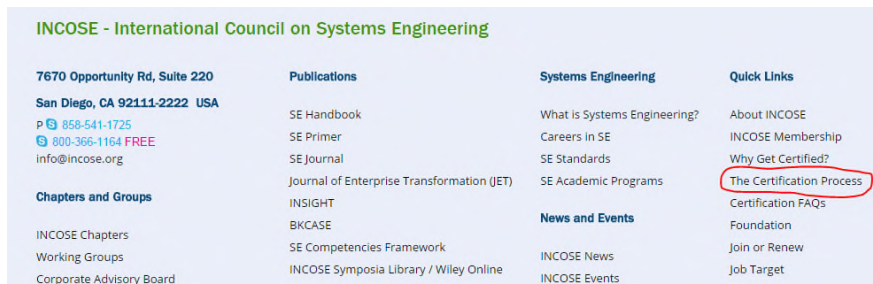 INCOSE - International Council on Systems Engineering
7670 Opportunity Rd, Suite 220
San Diego, CA 92111-2222 USA
P 858-541-1725
800-366-1164 FREE
info@incose.org
Chapters and Groups
INCOSE Chapters
Working Groups
Corporate Advisory Board
Publications
SE Handbook
SE Primer
SE Journal
Journal of Enterprise Transformation (JET)
INSIGHT
BKCASE
SE Competencies Framework
INCOSE Symposia Library / Wiley Online
Systems Engineering
What is Systems Engineering?
Careers in SE
SE Standards
SE Academic Programs
News and Events
INCOSE News
INCOSE Events
Quick Links
About INCOSE
INCOSE Membership
Why Get Certified?
The Certification Process
Certification FAQs
Foundation
Join or Renew
Job Target